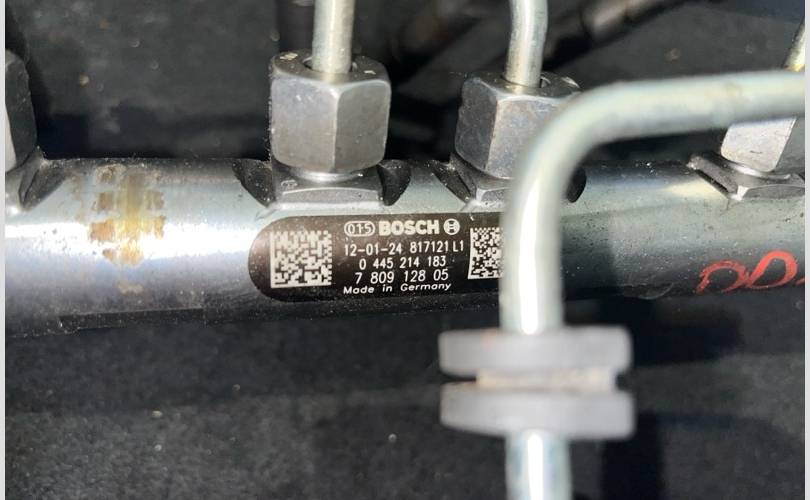 015 BOSCH
12-01-24 817121 L1
0 445 214 183
7 809 128 05
Made in Germany